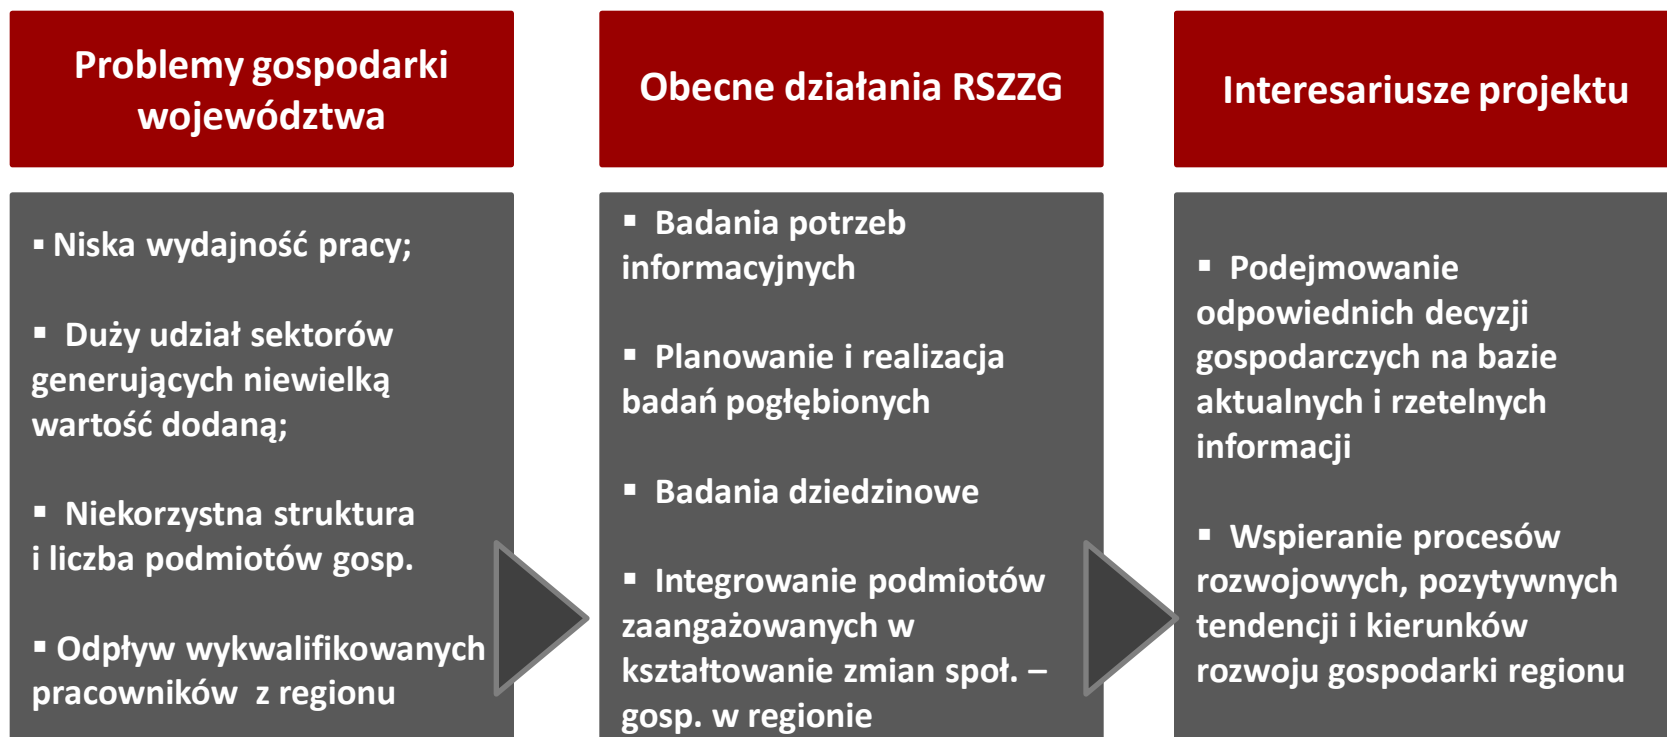 Problemy gospodarki
województwa
▪ Niska wydajność pracy;
▪ Duży udział sektorów
generujących niewielką
wartość dodaną;
▪ Niekorzystna struktura
i liczba podmiotów gosp.
▪ Odpływ wykwalifikowanych
pracowników z regionu
Obecne działania RSZZG
▪ Badania potrzeb
informacyjnych
▪ Planowanie i realizacja
badań pogłębionych
▪ Badania dziedzinowe
▪ Integrowanie podmiotów
zaangażowanych w
kształtowanie zmian społ. –
gosp. w regionie
Interesariusze projektu
▪ Podejmowanie
odpowiednich decyzji
gospodarczych na bazie
aktualnych i rzetelnych
informacji
▪ Wspieranie procesów
rozwojowych, pozytywnych
tendencji i kierunków
rozwoju gospodarki regionu